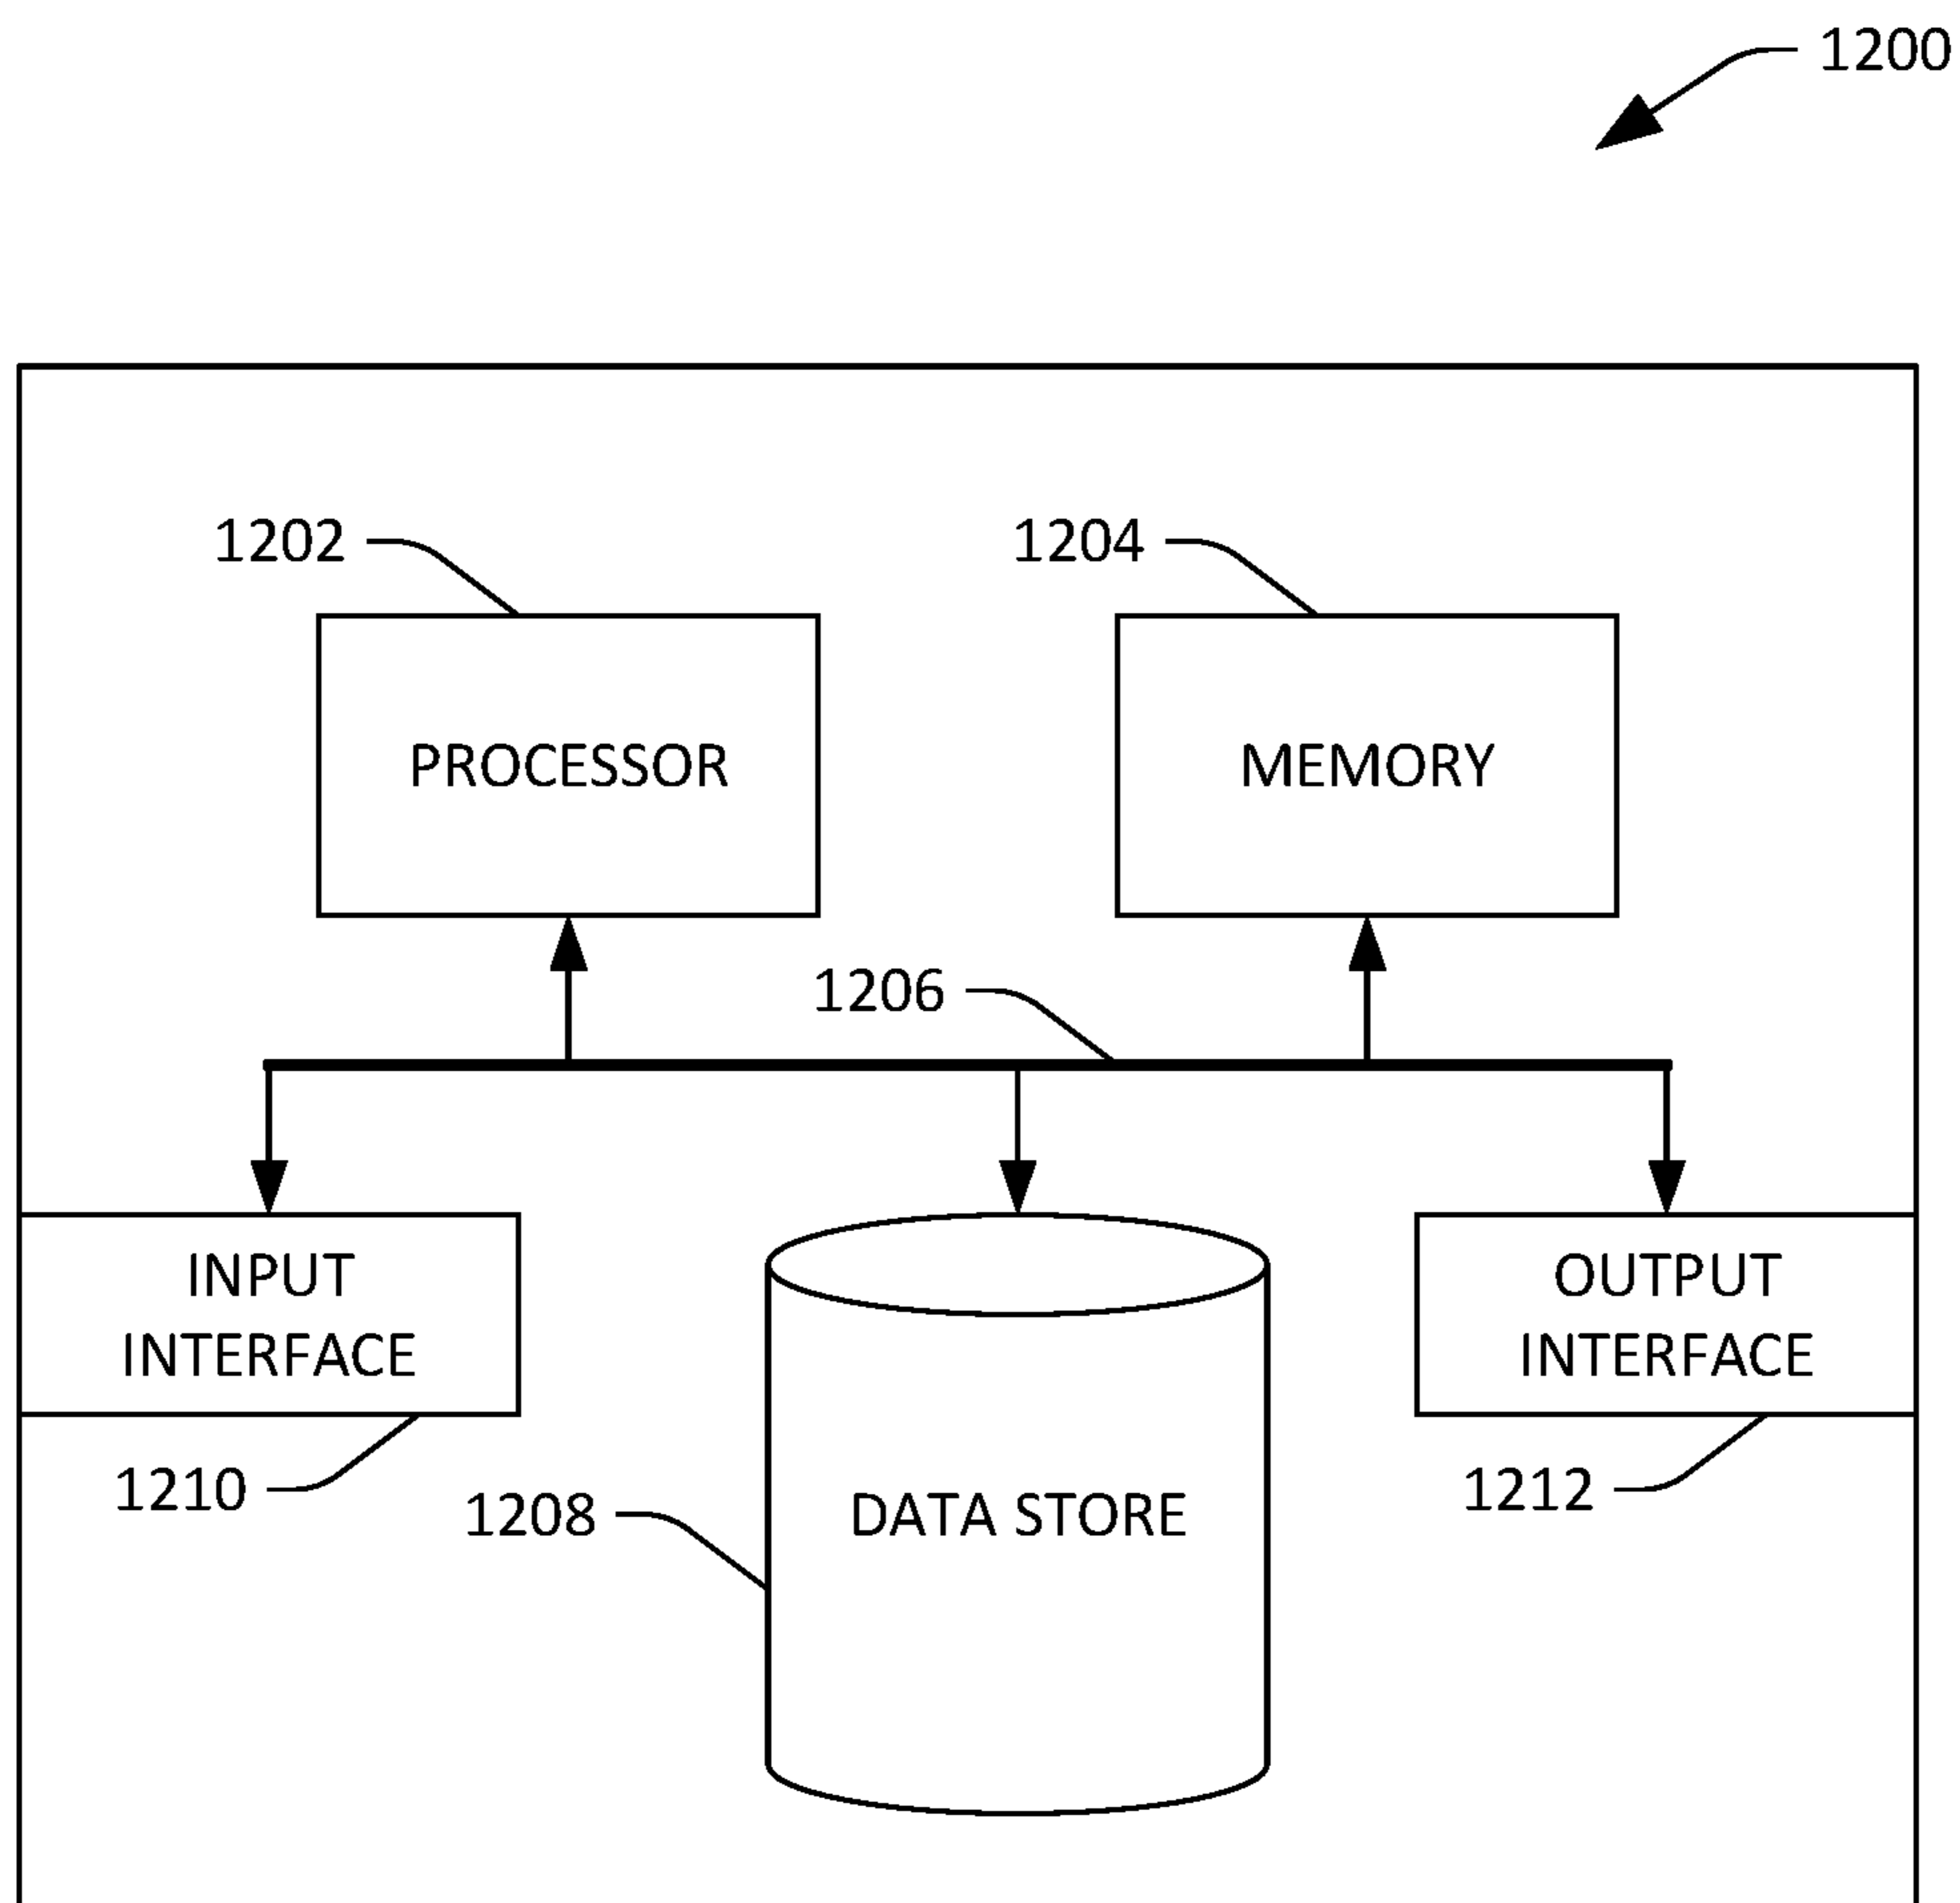 1200
1202
1204
PROCESSOR
MEMORY
1206
INPUT
INTERFACE
OUTPUT
INTERFACE
1210
1208
DATA STORE
1212